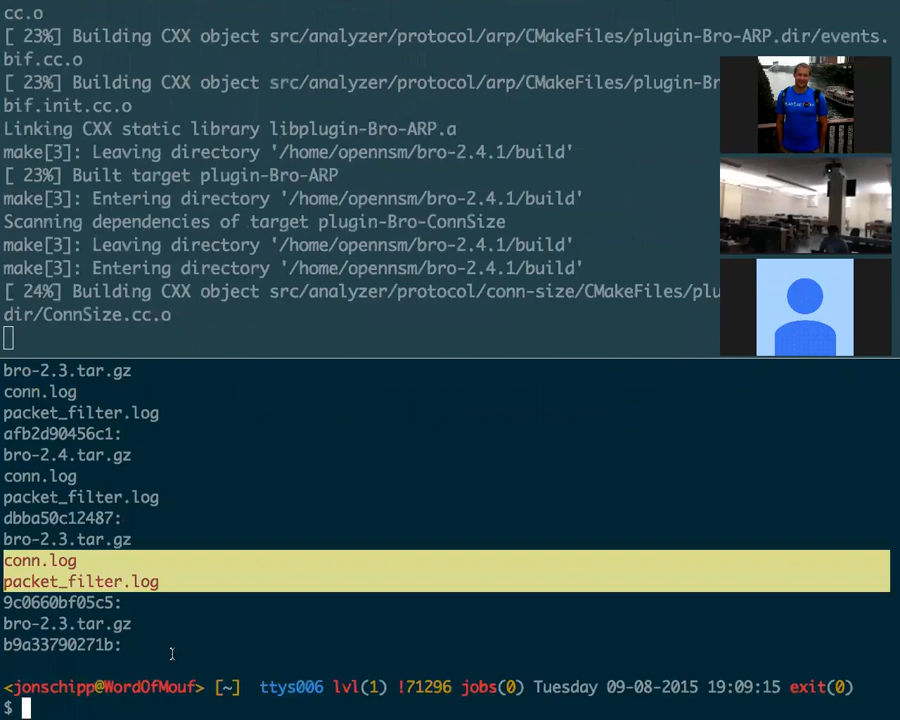 cc.o
[ 23%] Building CXX object src/analyzer/protocol/arp/CMakeFiles/plugin-Bro-ARP.dir/events.
bif.cc.o
[ 23%] Building CXX object src/analyzer/protocol/arp/CMakeFiles/plugin-Br
bif.init.cc.o
Linking CXX static library libplugin-Bro-ARP.a
make[3]: Leaving directory '/home/opennsm/bro-2.4.1/build'
[ 23%] Built target plugin-Bro-ARP
make[3]: Entering directory '/home/opennsm/bro-2.4.1/build'
Scanning dependencies of target plugin-Bro-ConnSize
make[3]: Leaving directory '/home/opennsm/bro-2.4.1/build'
make[3]: Entering directory '/home/opennsm/bro-2.4.1/build'
[ 24%] Building CXX object src/analyzer/protocol/conn-size/CMakeFiles/plu
dir/ConnSize.cc.o
bro-2.3.tar.gz
conn.log
packet_filter.log
afb2d90456c1:
bro-2.4.tar.gz
conn.log
packet_filter.log
dbba50c12487:
bro-2.3.tar.gz
conn.log
packet_filter.log
9c0660bf05c5:
bro-2.3.tar.gz
b9a33790271b:
<jonschipp@WordOfMouf> [~] ttys006 lvl(1) !71296 jobs(0) Tuesday 09-08-2015 19:09:15 exit(0)
$